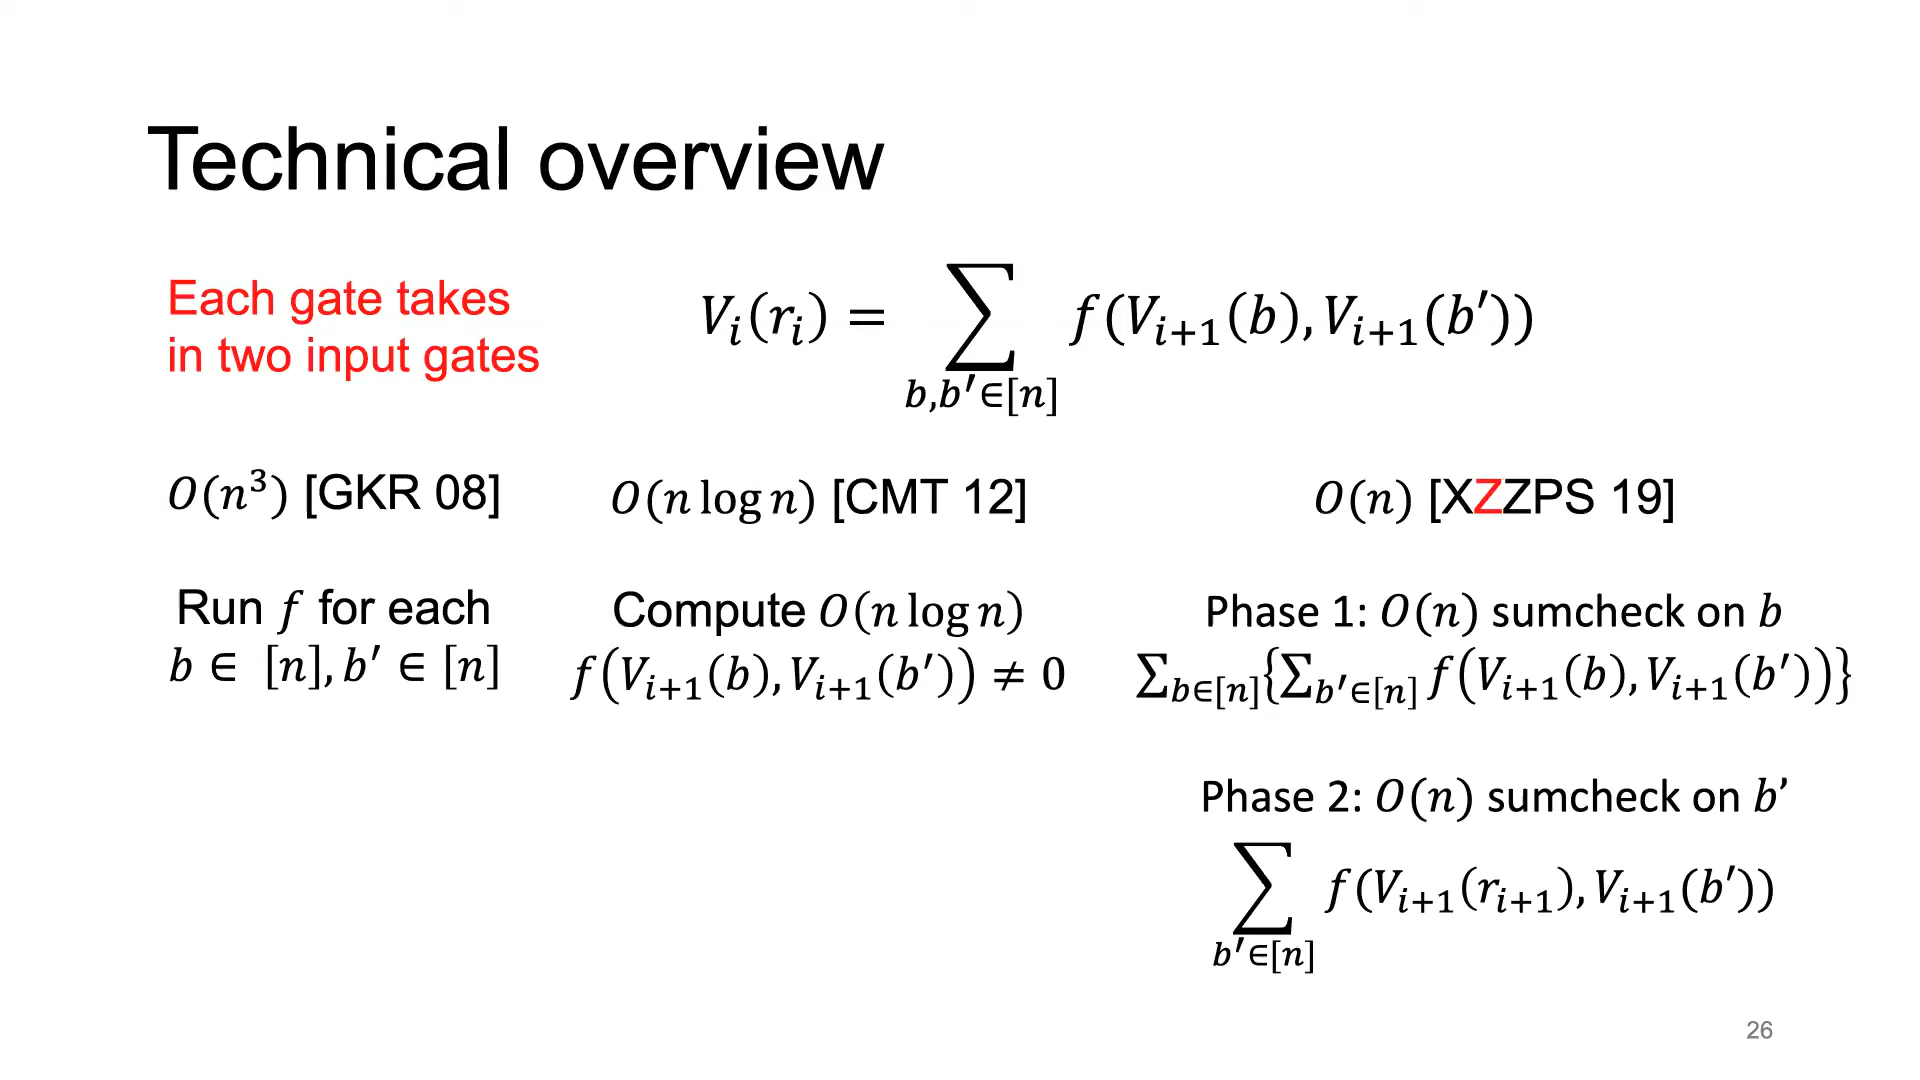 Technical overview
Each gate takes
in two input gates
V_i(r_i) = ∑_{b,b′∈[n]} f(V_{i+1}(b), V_{i+1}(b′))
O(n³) [GKR 08]
Run f for each
b ∈ [n], b′ ∈ [n]
O(n log n) [CMT 12]
Compute O(n log n)
f(V_{i+1}(b), V_{i+1}(b′)) ≠ 0
O(n) [XZZPS 19]
Phase 1: O(n) sumcheck on b
∑_{b∈[n]}{∑_{b′∈[n]} f(V_{i+1}(b), V_{i+1}(b′))}
Phase 2: O(n) sumcheck on b’
∑_{b′∈[n]} f(V_{i+1}(r_{i+1}), V_{i+1}(b′))
26